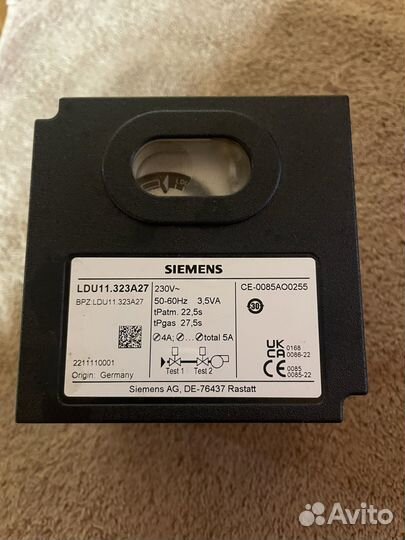 SIEMENS
LDU11.323A27
BPZ:LDU11.323A27
230V~
50-60Hz 3,5VA
tPatm. 22,5s
tPgas 27,5s
4A; ... total 5A
Test 1 Test 2
CE-0085AO0255
30
UK CA 0168
0086-22
CE 0085
0085-22
2211110001
Origin: Germany
Siemens AG, DE-76437 Rastatt
Avito